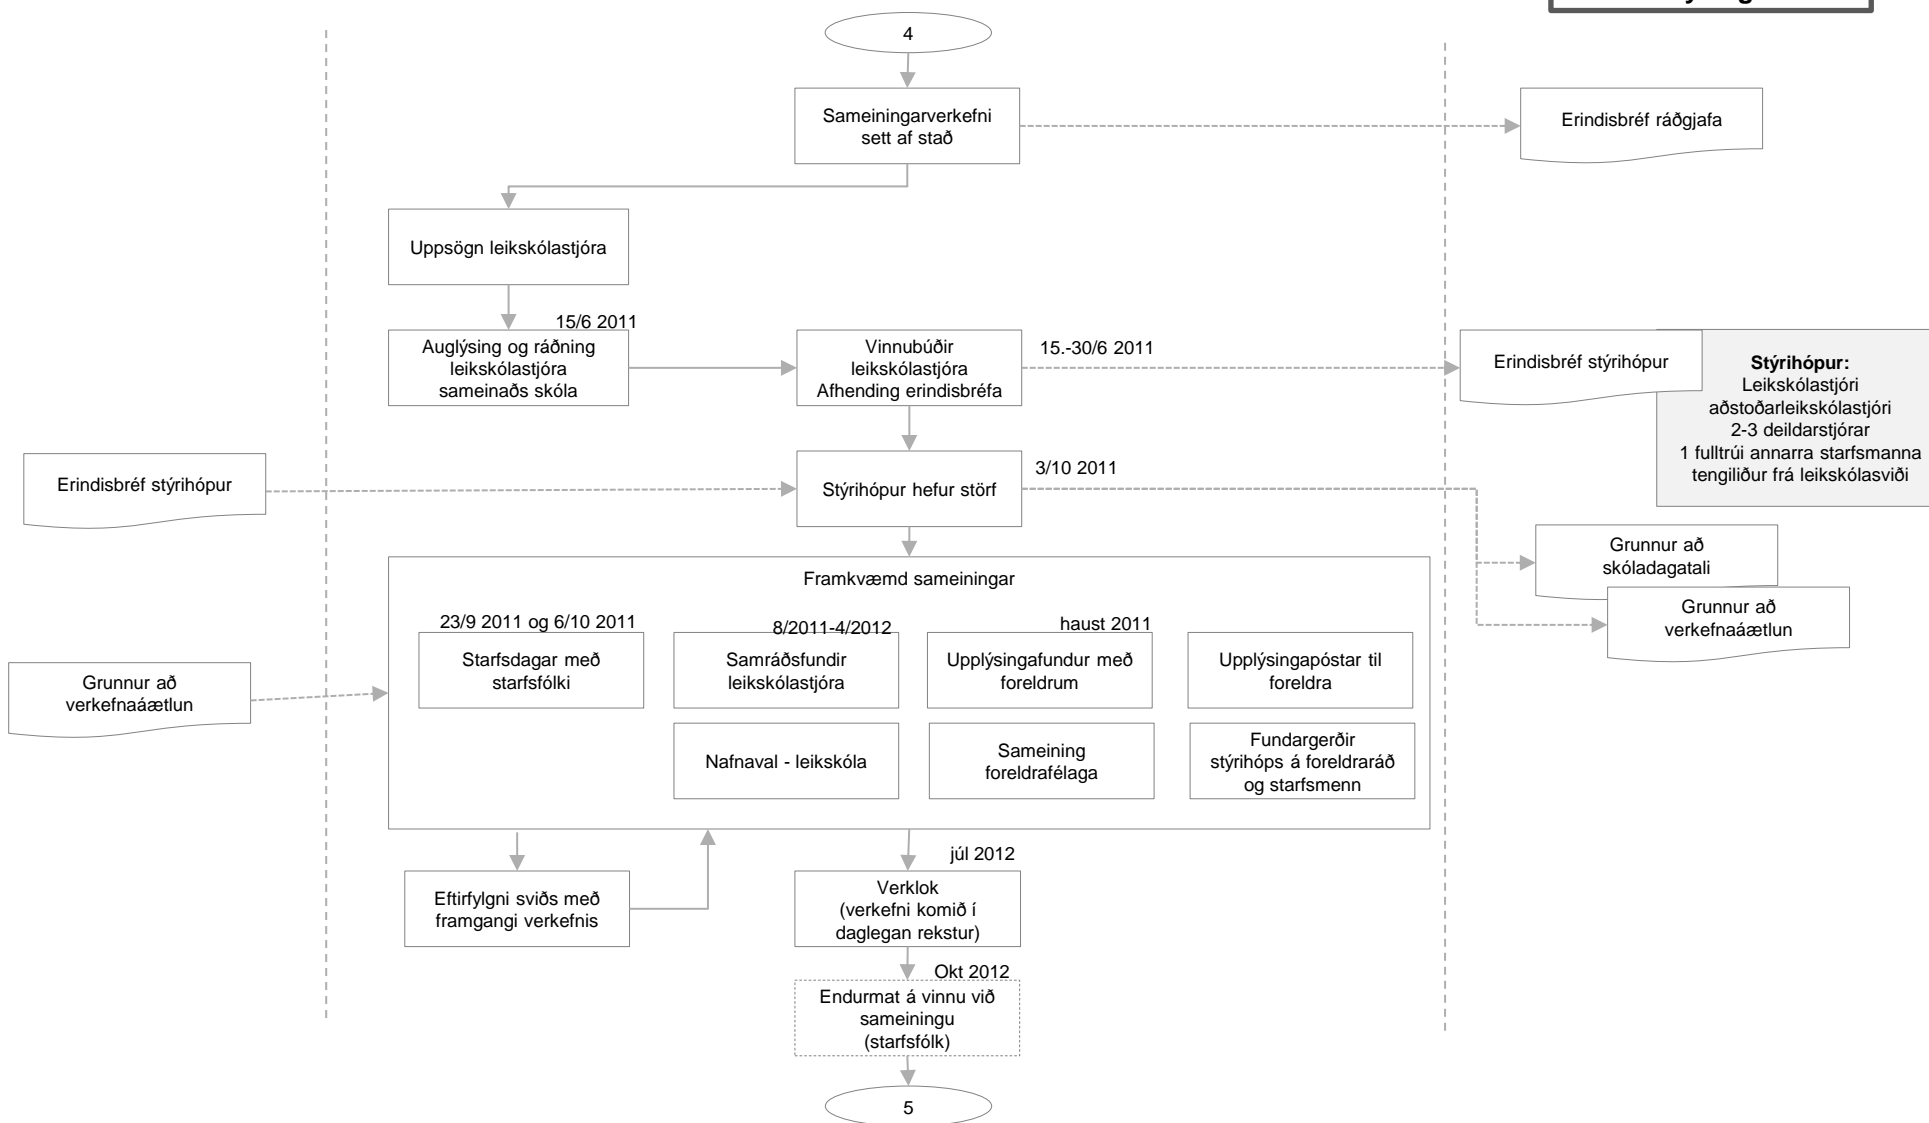 4
Sameiningarverkefni
sett af stað
Erindisbréf ráðgjafa
Uppsögn leikskólastjóra
15/6 2011
Auglýsing og ráðning
leikskólastjóra
sameinaðs skóla
Vinnubúðir
leikskólastjóra
Afhending erindisbréfa
15.-30/6 2011
Erindisbréf stýrihópur
Stýrihópur:
Leikskólastjóri
aðstoðarleikskólastjóri
2-3 deildarstjórar
1 fulltrúi annarra starfsmanna
tengiliður frá leikskólasviði
Erindisbréf stýrihópur
Stýrihópur hefur störf
3/10 2011
Grunnur að
skóladagatali
Grunnur að
verkefnaáætlun
Framkvæmd sameiningar
23/9 2011 og 6/10 2011
Starfsdagar með
starfsfólki
8/2011-4/2012
Samráðsfundir
leikskólastjóra
haust 2011
Upplýsingafundur með
foreldrum
Upplýsingapóstar til
foreldra
Grunnur að
verkefnaáætlun
Nafnaval - leikskóla
Sameining
foreldrafélaga
Fundargerðir
stýrihóps á foreldraráð
og starfsmenn
Eftirfylgni sviðs með
framgangi verkefnis
júl 2012
Verklok
(verkefni komið í
daglegan rekstur)
Okt 2012
Endurmat á vinnu við
sameiningu
(starfsfólk)
5